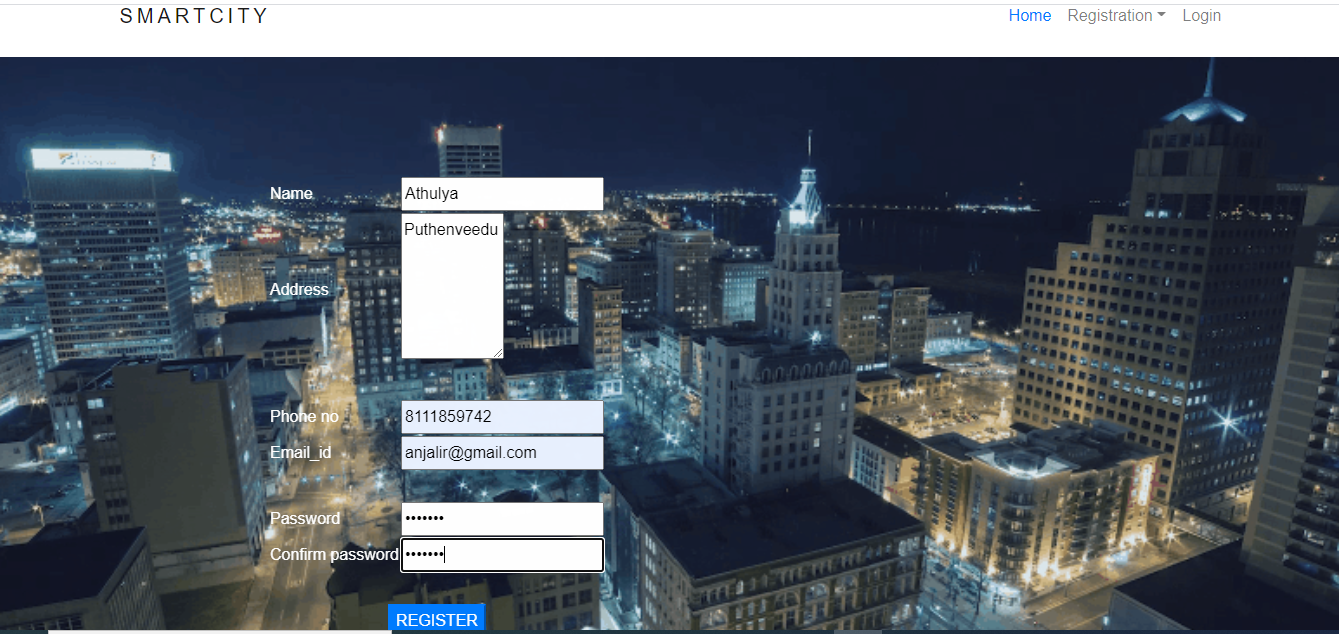 SMARTCITY
Home Registration Login
Name Athulya
Puthenveedu
Address
Phone no 8111859742
Email_id anjalir@gmail.com
Password •••••••
Confirm password •••••••
REGISTER